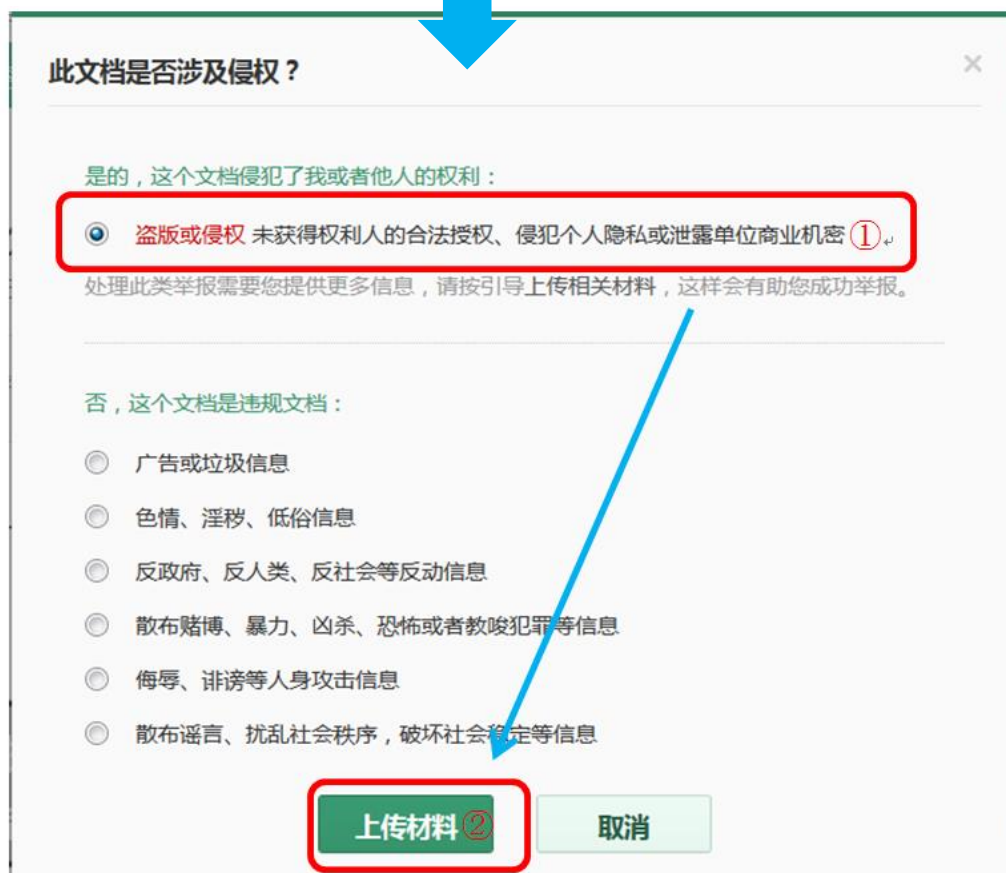 此文档是否涉及侵权？
×
是的，这个文档侵犯了我或者他人的权利：
盗版或侵权 未获得权利人的合法授权、侵犯个人隐私或泄露单位商业机密①↵
处理此类举报需要您提供更多信息，请按引导上传相关材料，这样会有助您成功举报。
否，这个文档是违规文档：
广告或垃圾信息
色情、淫秽、低俗信息
反政府、反人类、反社会等反动信息
散布赌博、暴力、凶杀、恐怖或者教唆犯罪等信息
侮辱、诽谤等人身攻击信息
散布谣言、扰乱社会秩序，破坏社会稳定等信息
上传材料②
取消